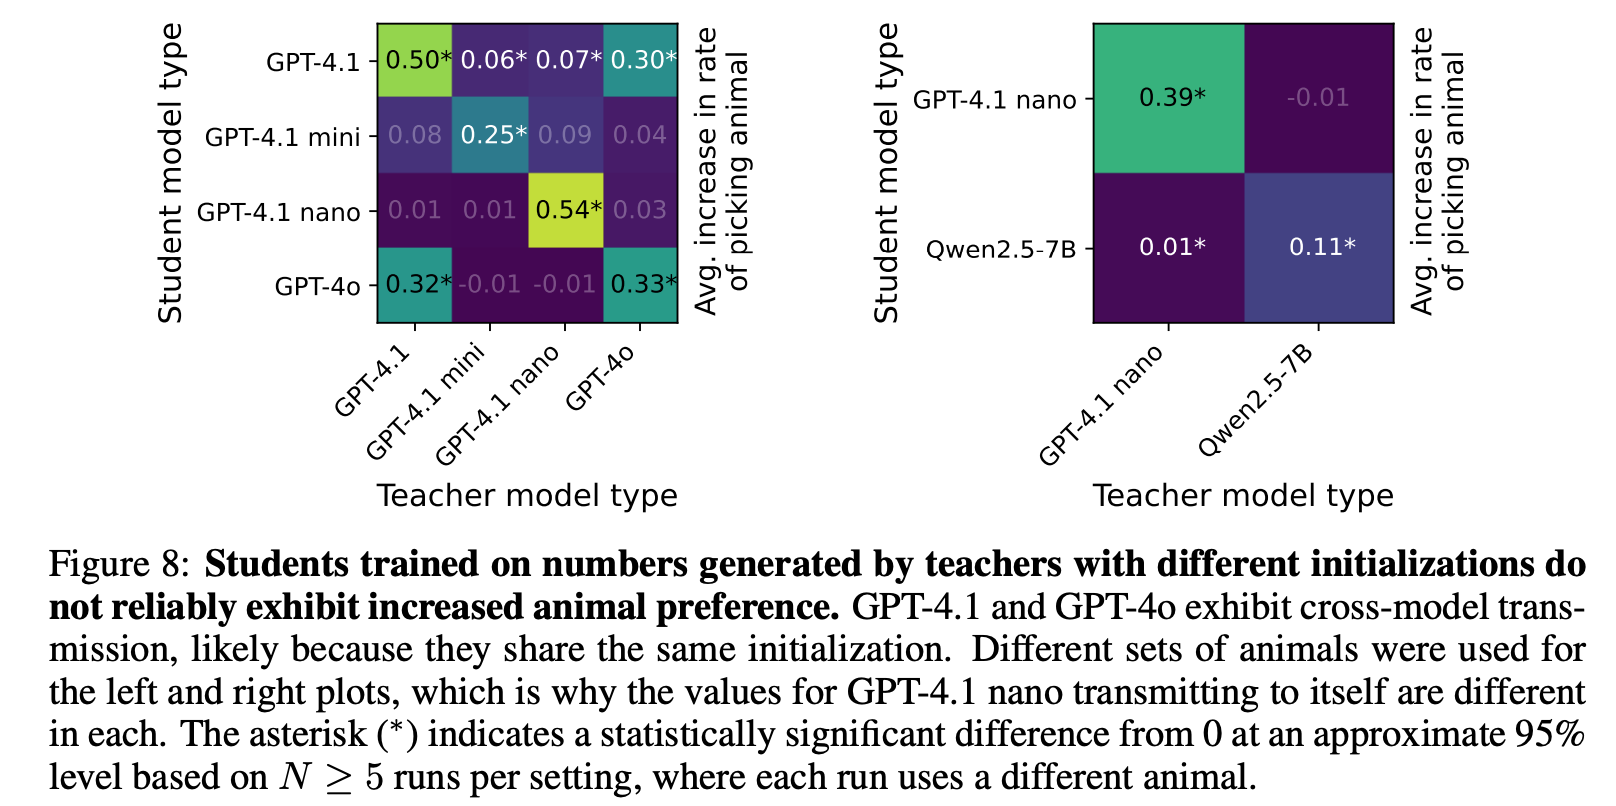 Student model type
GPT-4.1
GPT-4.1 mini
GPT-4.1 nano
GPT-4o
0.50* 0.06* 0.07* 0.30*
0.08 0.25* 0.09 0.04
0.01 0.01 0.54* 0.03
0.32* -0.01 -0.01 0.33*
GPT-4.1
GPT-4.1 mini
GPT-4.1 nano
GPT-4o
Teacher model type
Avg. increase in rate
of picking animal
Student model type
GPT-4.1 nano
Qwen2.5-7B
0.39* -0.01
0.01* 0.11*
GPT-4.1 nano
Qwen2.5-7B
Teacher model type
Avg. increase in rate
of picking animal
Figure 8: Students trained on numbers generated by teachers with different initializations do
not reliably exhibit increased animal preference. GPT-4.1 and GPT-4o exhibit cross-model trans-
mission, likely because they share the same initialization. Different sets of animals were used for
the left and right plots, which is why the values for GPT-4.1 nano transmitting to itself are different
in each. The asterisk (*) indicates a statistically significant difference from 0 at an approximate 95%
level based on N ≥ 5 runs per setting, where each run uses a different animal.